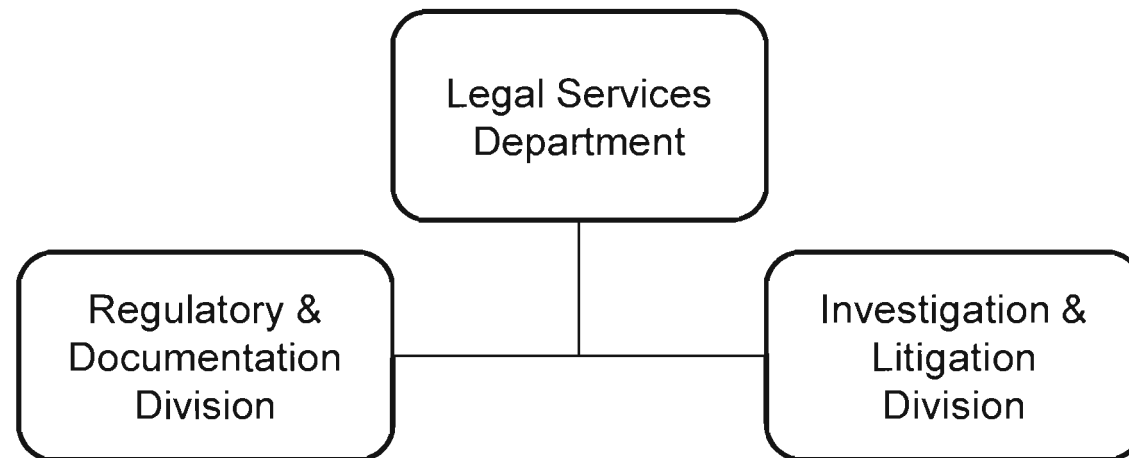 Legal Services
Department
Regulatory &
Documentation
Division
Investigation &
Litigation
Division